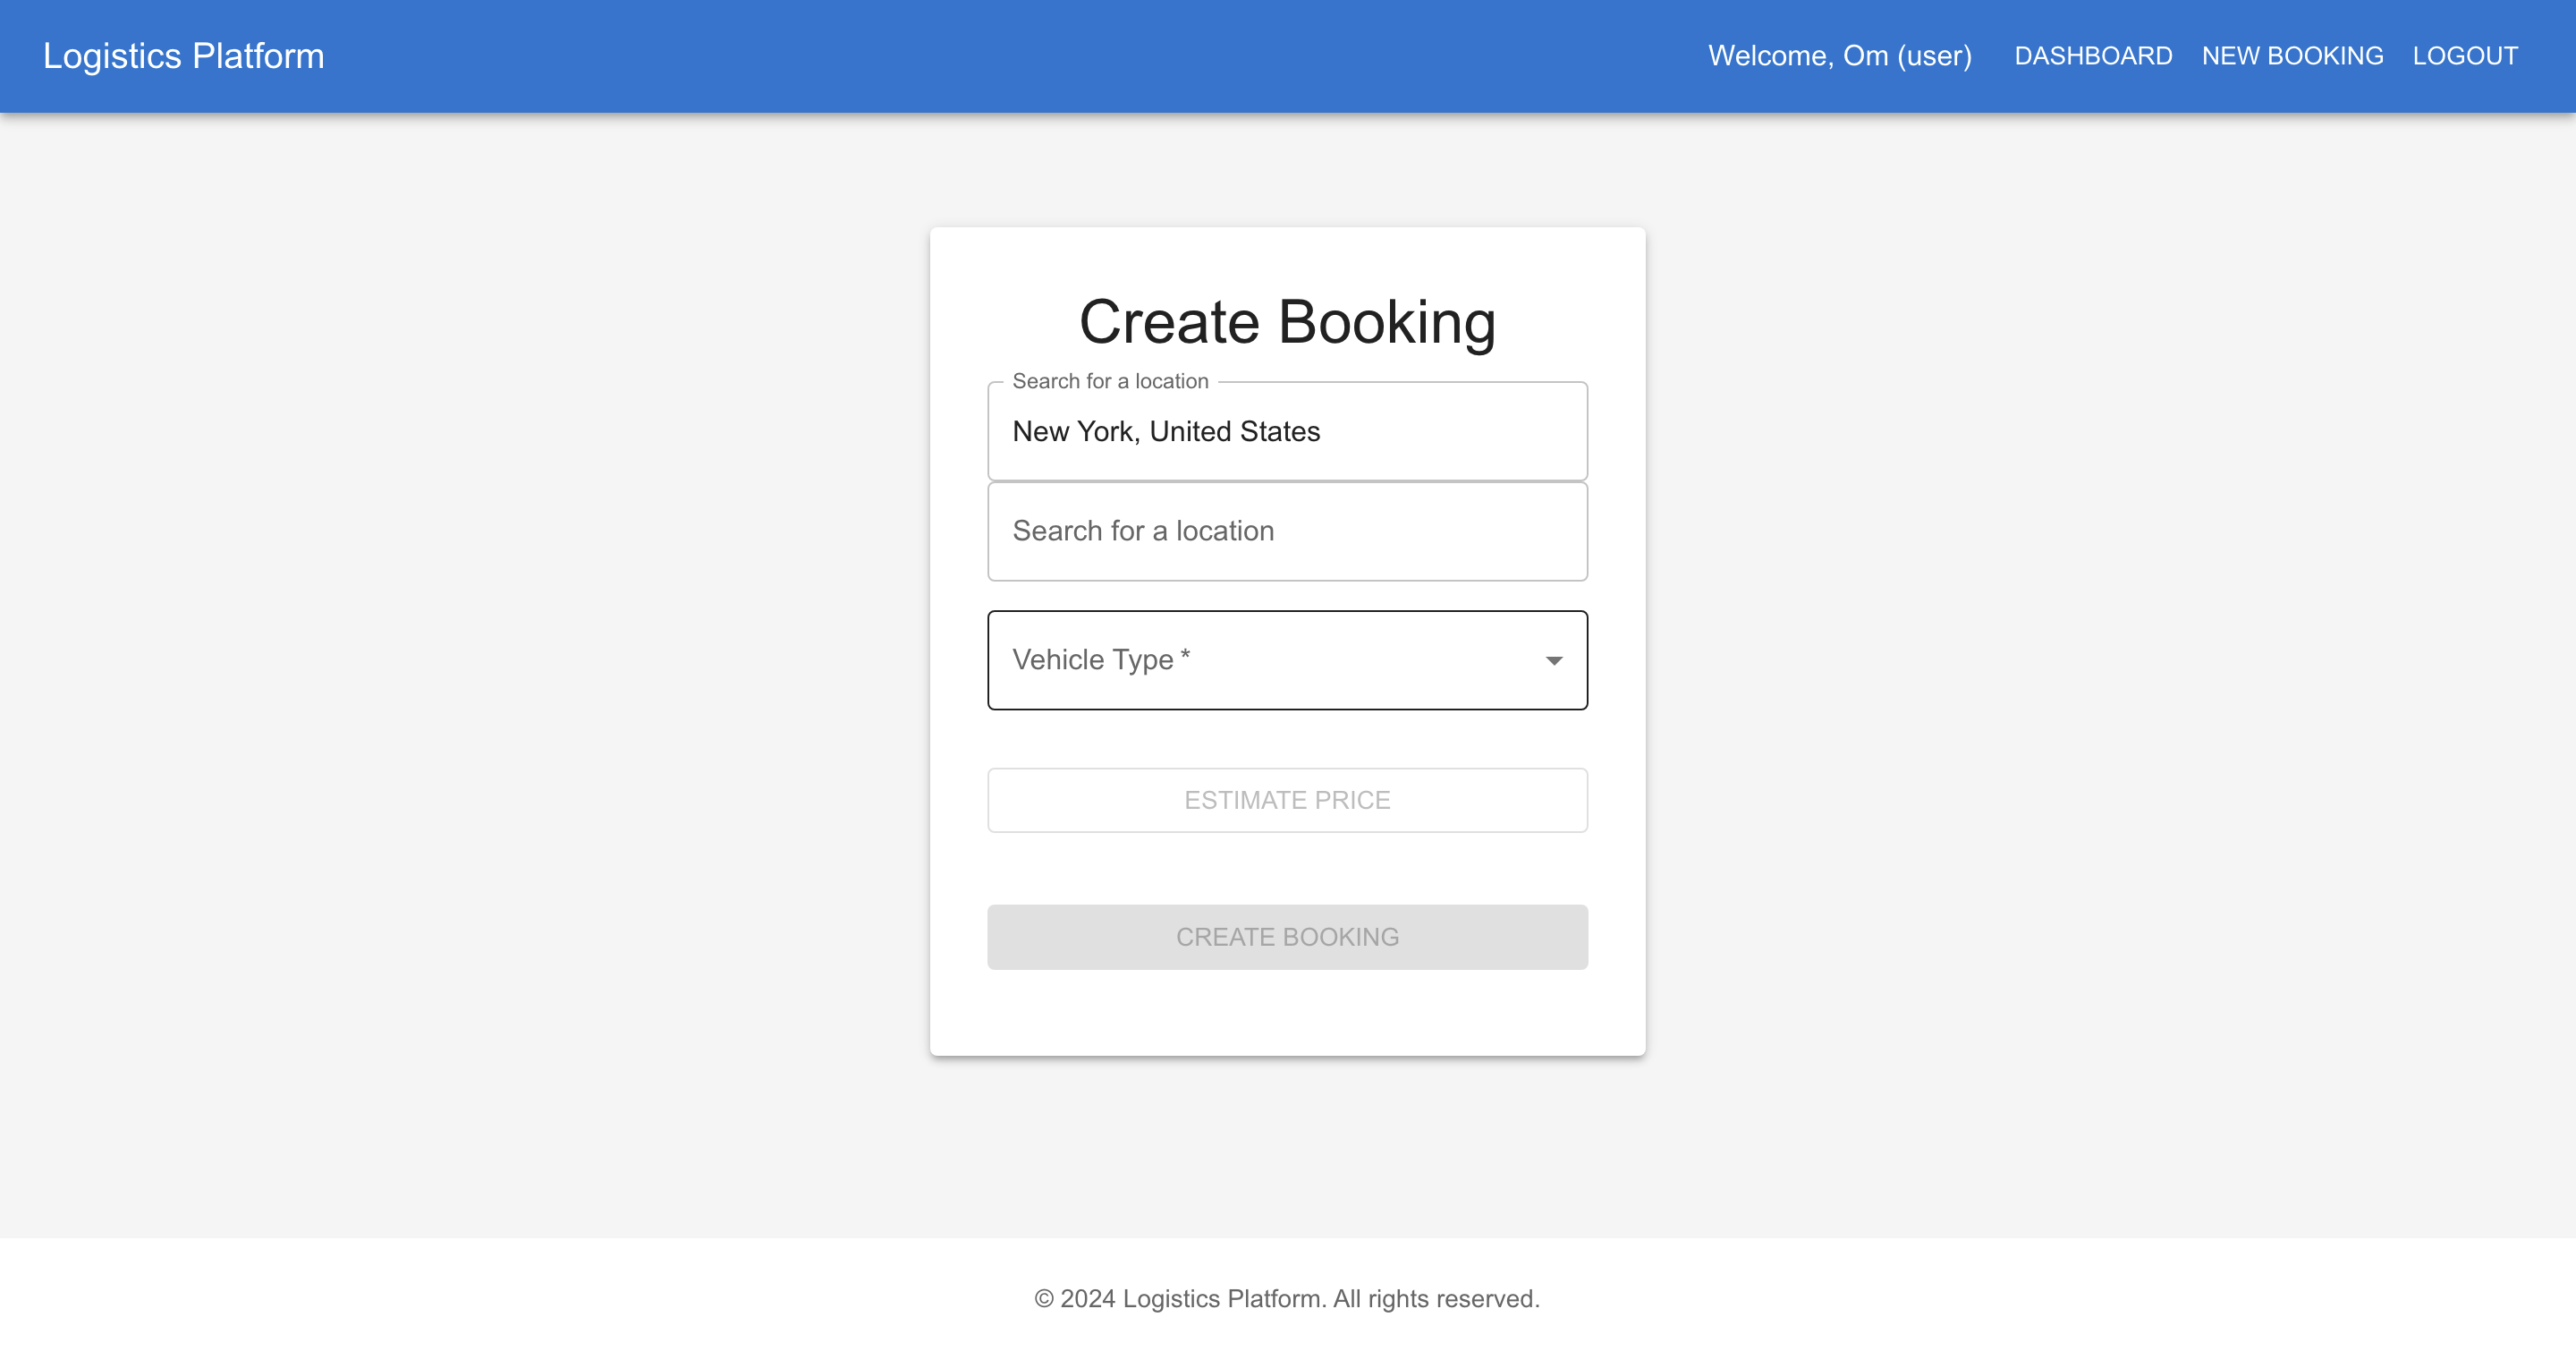 Logistics Platform
Welcome, Om (user) DASHBOARD NEW BOOKING LOGOUT
Create Booking
Search for a location
New York, United States
Search for a location
Vehicle Type *
ESTIMATE PRICE
CREATE BOOKING
© 2024 Logistics Platform. All rights reserved.